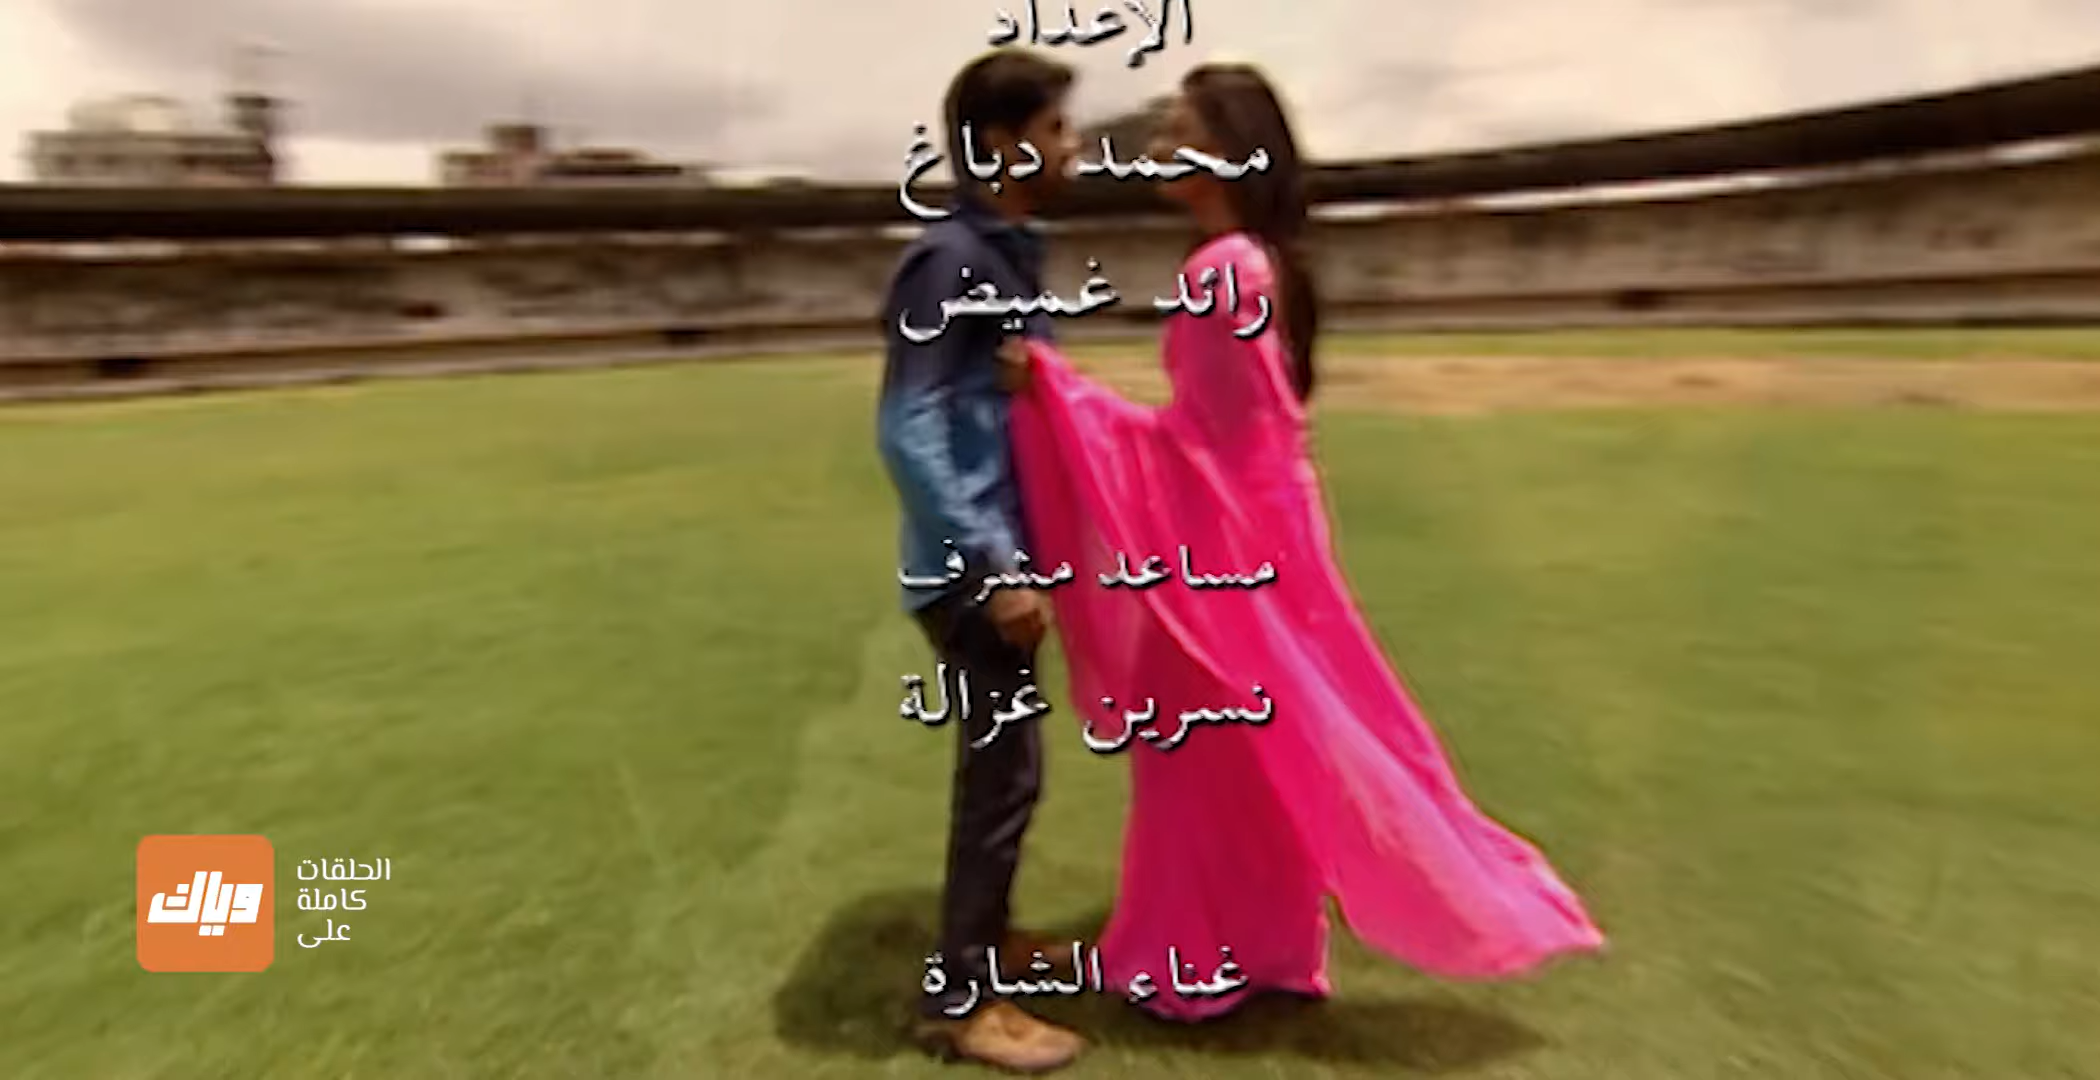 الإعداد
محمد دباغ
رائد غميض
مساعد مشرف
نسرين غزالة
غناء الشارة
وياك
الحلقات
كاملة
على